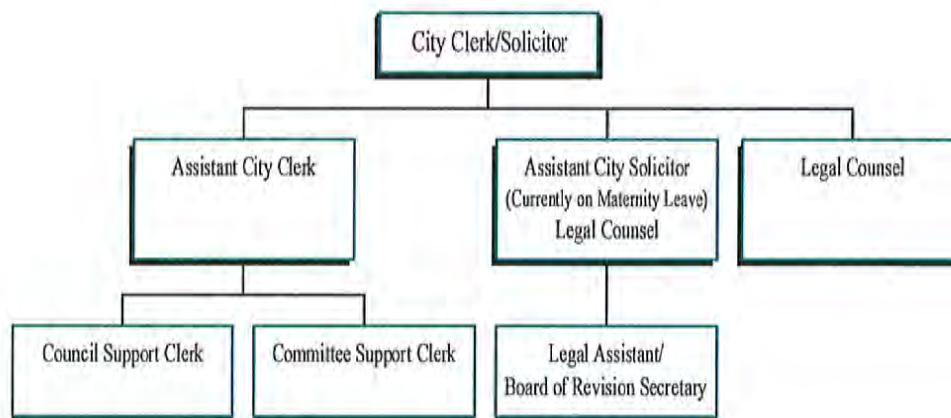 City Clerk/Solicitor
Assistant City Clerk
Assistant City Solicitor
(Currently on Maternity Leave)
Legal Counsel
Legal Counsel
Council Support Clerk
Committee Support Clerk
Legal Assistant/
Board of Revision Secretary